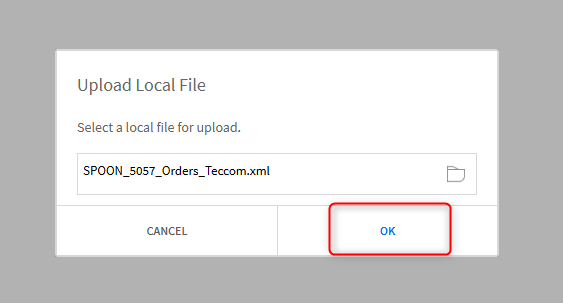 Upload Local File
Select a local file for upload.
SPOON_5057_Orders_Teccom.xml
CANCEL
OK